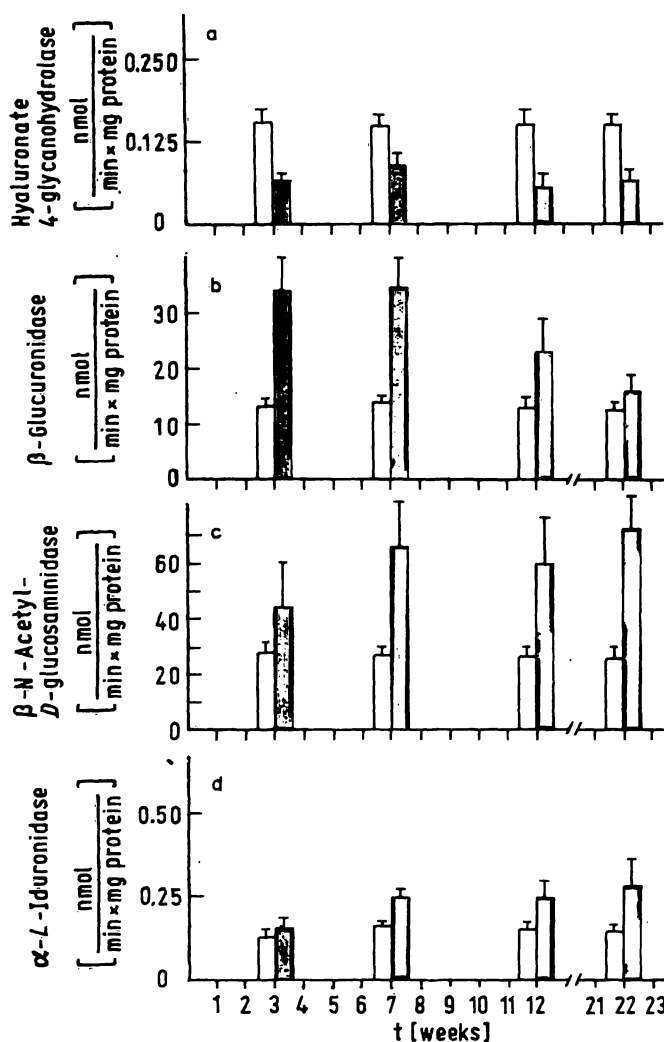 Hyaluronate
4-glycanohydrolase
[nmol
min × mg protein]
a
0.250
0.125
0
β-Glucuronidase
[nmol
min × mg protein]
b
30
20
10
0
β-N-Acetyl-
D-glucosaminidase
[nmol
min × mg protein]
c
60
40
20
0
α-L-Iduronidase
[nmol
min × mg protein]
d
0.50
0.25
0
1 2 3 4 5 6 7 8 9 10 11 12 21 22 23
t [weeks]